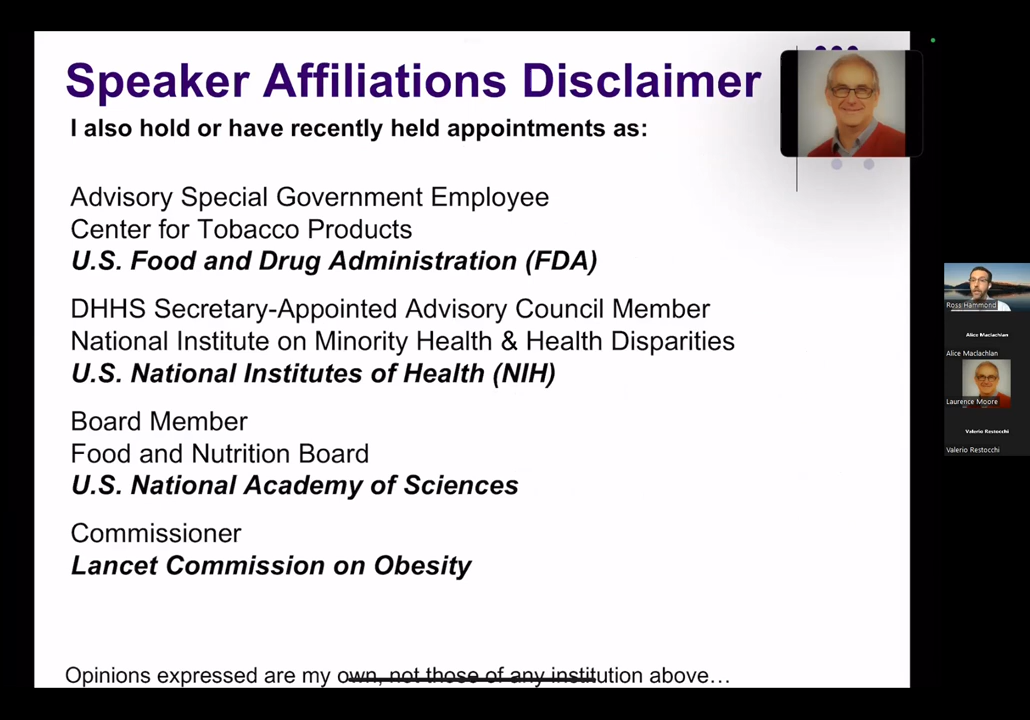 Speaker Affiliations Disclaimer
I also hold or have recently held appointments as:
Advisory Special Government Employee
Center for Tobacco Products
U.S. Food and Drug Administration (FDA)
DHHS Secretary-Appointed Advisory Council Member
National Institute on Minority Health & Health Disparities
U.S. National Institutes of Health (NIH)
Board Member
Food and Nutrition Board
U.S. National Academy of Sciences
Commissioner
Lancet Commission on Obesity
Opinions expressed are my own, not those of any institution above…
Ross Hammond
Alice Maclachlan
Alice Maclachlan
Laurence Moore
Valerio Restocchi
Valerio Restocchi